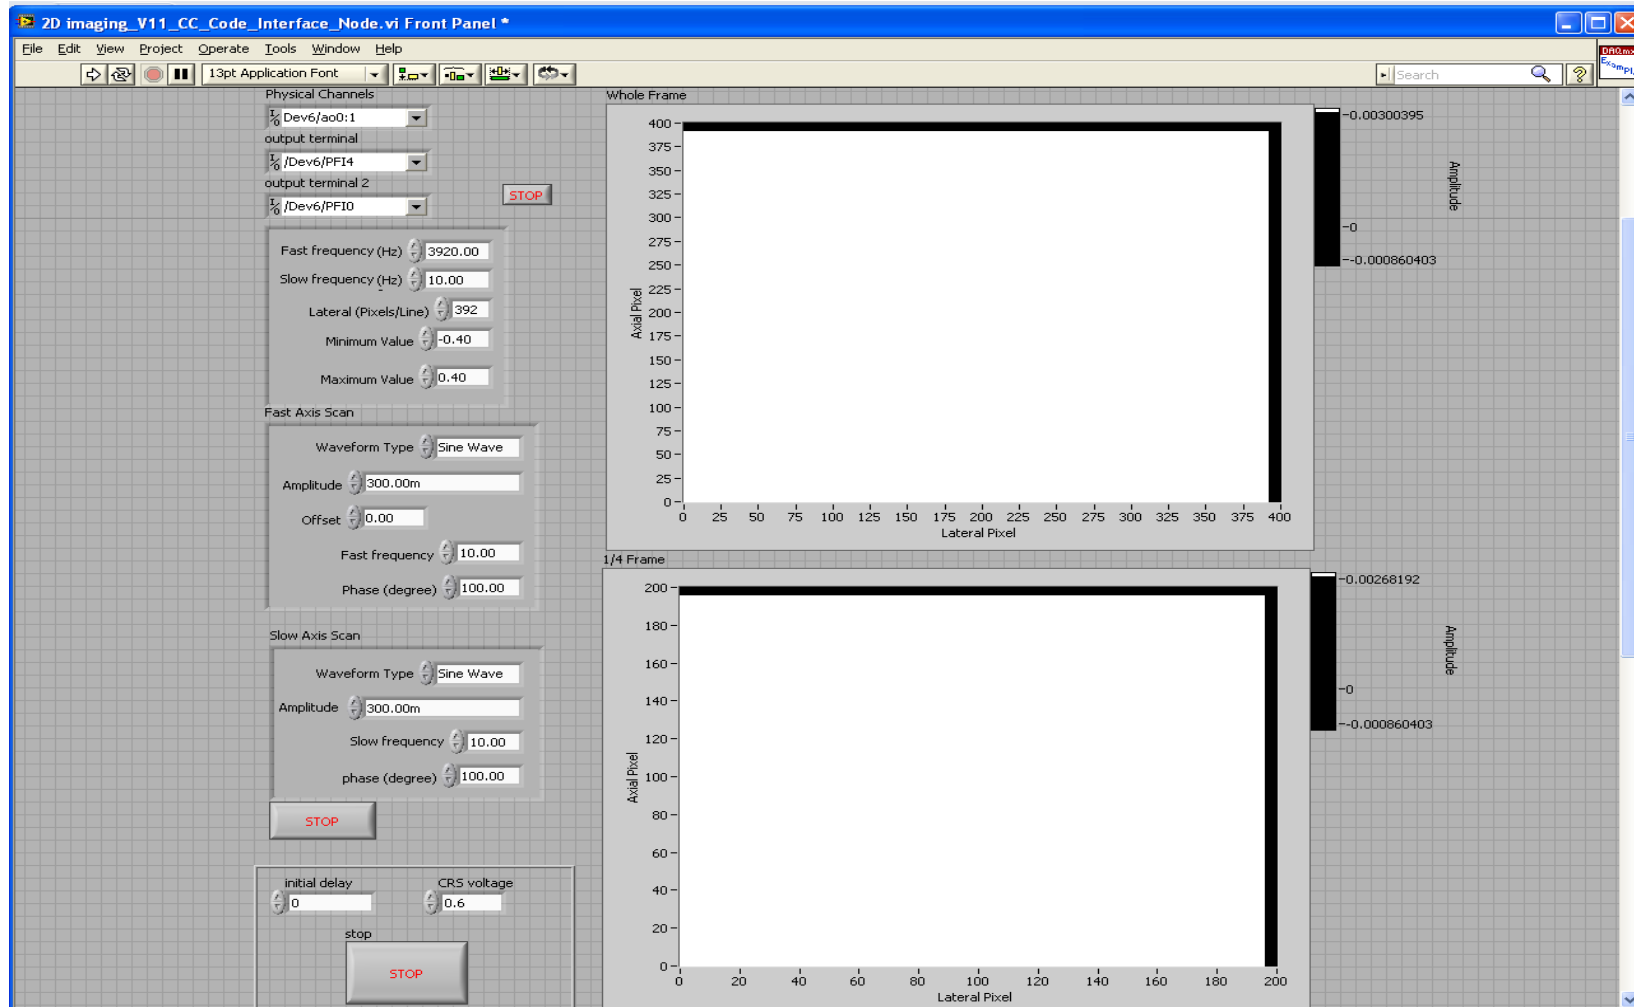 2D imaging_V11_CC_Code_Interface_Node.vi Front Panel *
File Edit View Project Operate Tools Window Help
13pt Application Font
Search
DAQmx
Exampl
Physical Channels
Dev6/ao0:1
output terminal
/Dev6/PFI4
output terminal 2
/Dev6/PFI0
STOP
Fast frequency (Hz) 3920.00
Slow frequency (Hz) 10.00
Lateral (Pixels/Line) 392
Minimum Value -0.40
Maximum Value 0.40
Fast Axis Scan
Waveform Type Sine Wave
Amplitude 300.00m
Offset 0.00
Fast frequency 10.00
Phase (degree) 100.00
Slow Axis Scan
Waveform Type Sine Wave
Amplitude 300.00m
Slow frequency 10.00
phase (degree) 100.00
STOP
initial delay CRS voltage
0 0.6
stop
STOP
Whole Frame
400
375
350
325
300
275
250
225
200
175
150
125
100
75
50
25
0
Axial Pixel
0 25 50 75 100 125 150 175 200 225 250 275 300 325 350 375 400
Lateral Pixel
-0.00300395
-0
--0.000860403
Amplitude
1/4 Frame
200
180
160
140
120
100
80
60
40
20
0
Axial Pixel
0 20 40 60 80 100 120 140 160 180 200
Lateral Pixel
-0.00268192
-0
--0.000860403
Amplitude